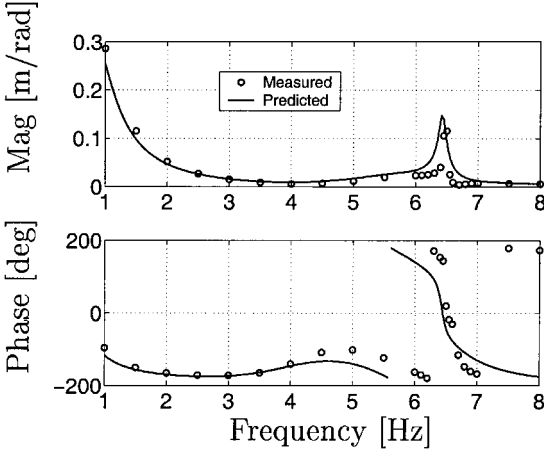 Mag [m/rad]
0.3
0.2
0.1
0
Measured
Predicted
1 2 3 4 5 6 7 8
Phase [deg]
200
0
−200
1 2 3 4 5 6 7 8
Frequency [Hz]